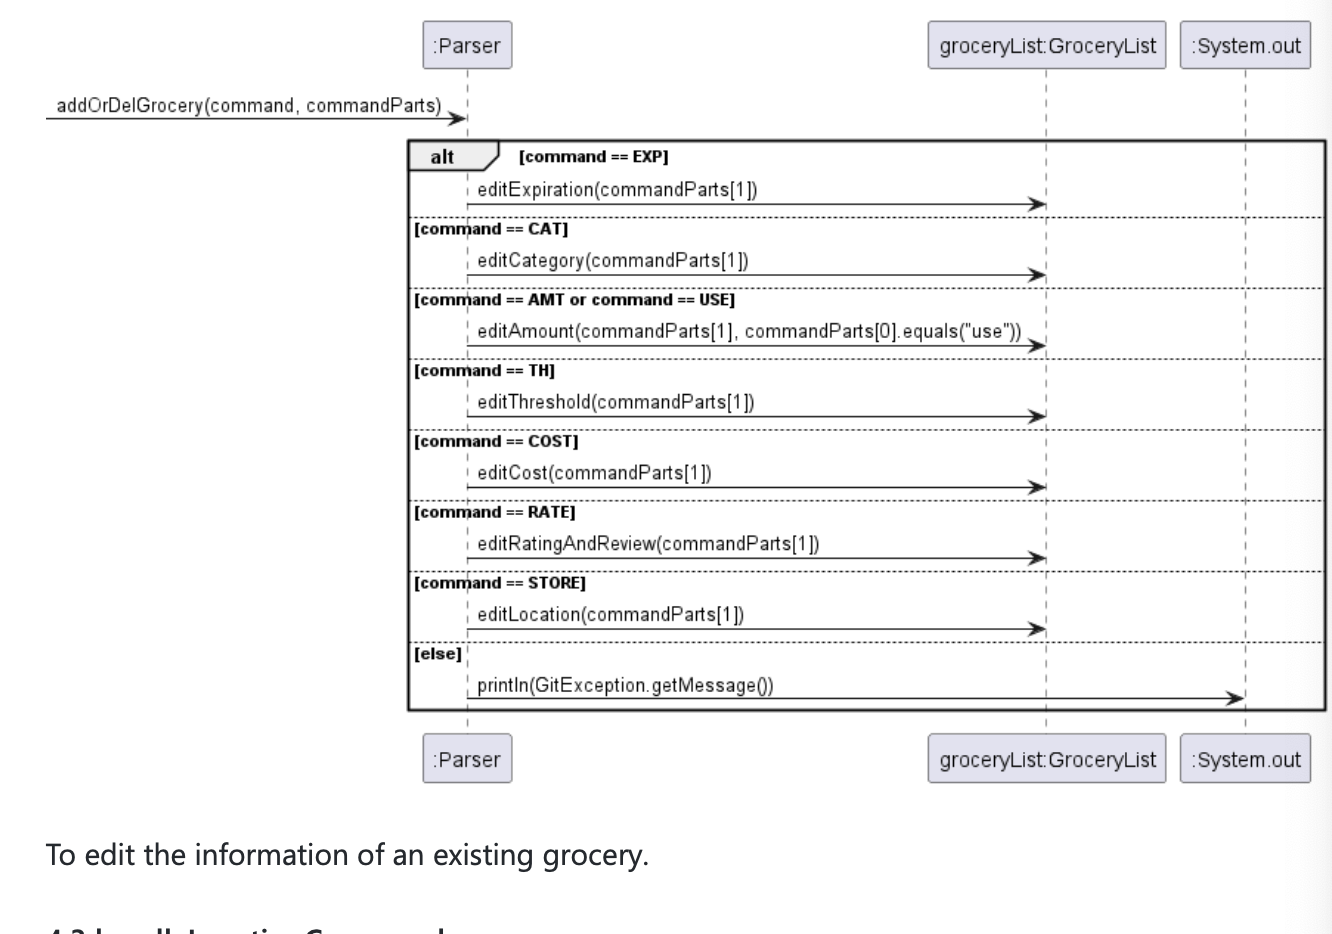 :Parser
groceryList:GroceryList
:System.out
addOrDelGrocery(command, commandParts)
alt [command == EXP]
editExpiration(commandParts[1])
[command == CAT]
editCategory(commandParts[1])
[command == AMT or command == USE]
editAmount(commandParts[1], commandParts[0].equals("use"))
[command == TH]
editThreshold(commandParts[1])
[command == COST]
editCost(commandParts[1])
[command == RATE]
editRatingAndReview(commandParts[1])
[command == STORE]
editLocation(commandParts[1])
[else]
println(GitException.getMessage())
:Parser
groceryList:GroceryList
:System.out
To edit the information of an existing grocery.